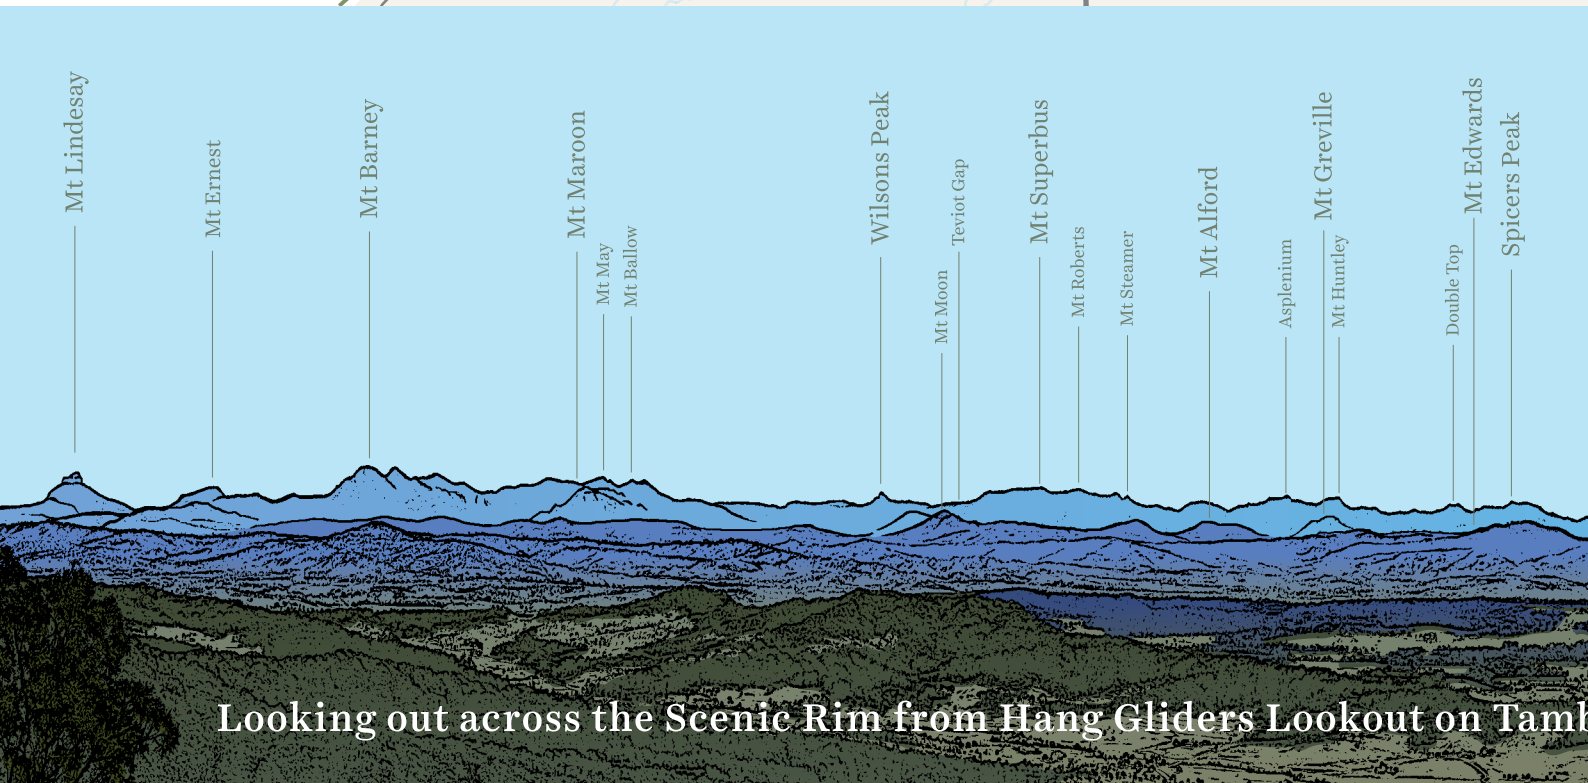 Mt Lindesay
Mt Ernest
Mt Barney
Mt Maroon
Mt May
Mt Ballow
Wilsons Peak
Mt Moon
Teviot Gap
Mt Superbus
Mt Roberts
Mt Steamer
Mt Alford
Asplenium
Mt Greville
Mt Huntley
Double Top
Mt Edwards
Spicers Peak
Looking out across the Scenic Rim from Hang Gliders Lookout on